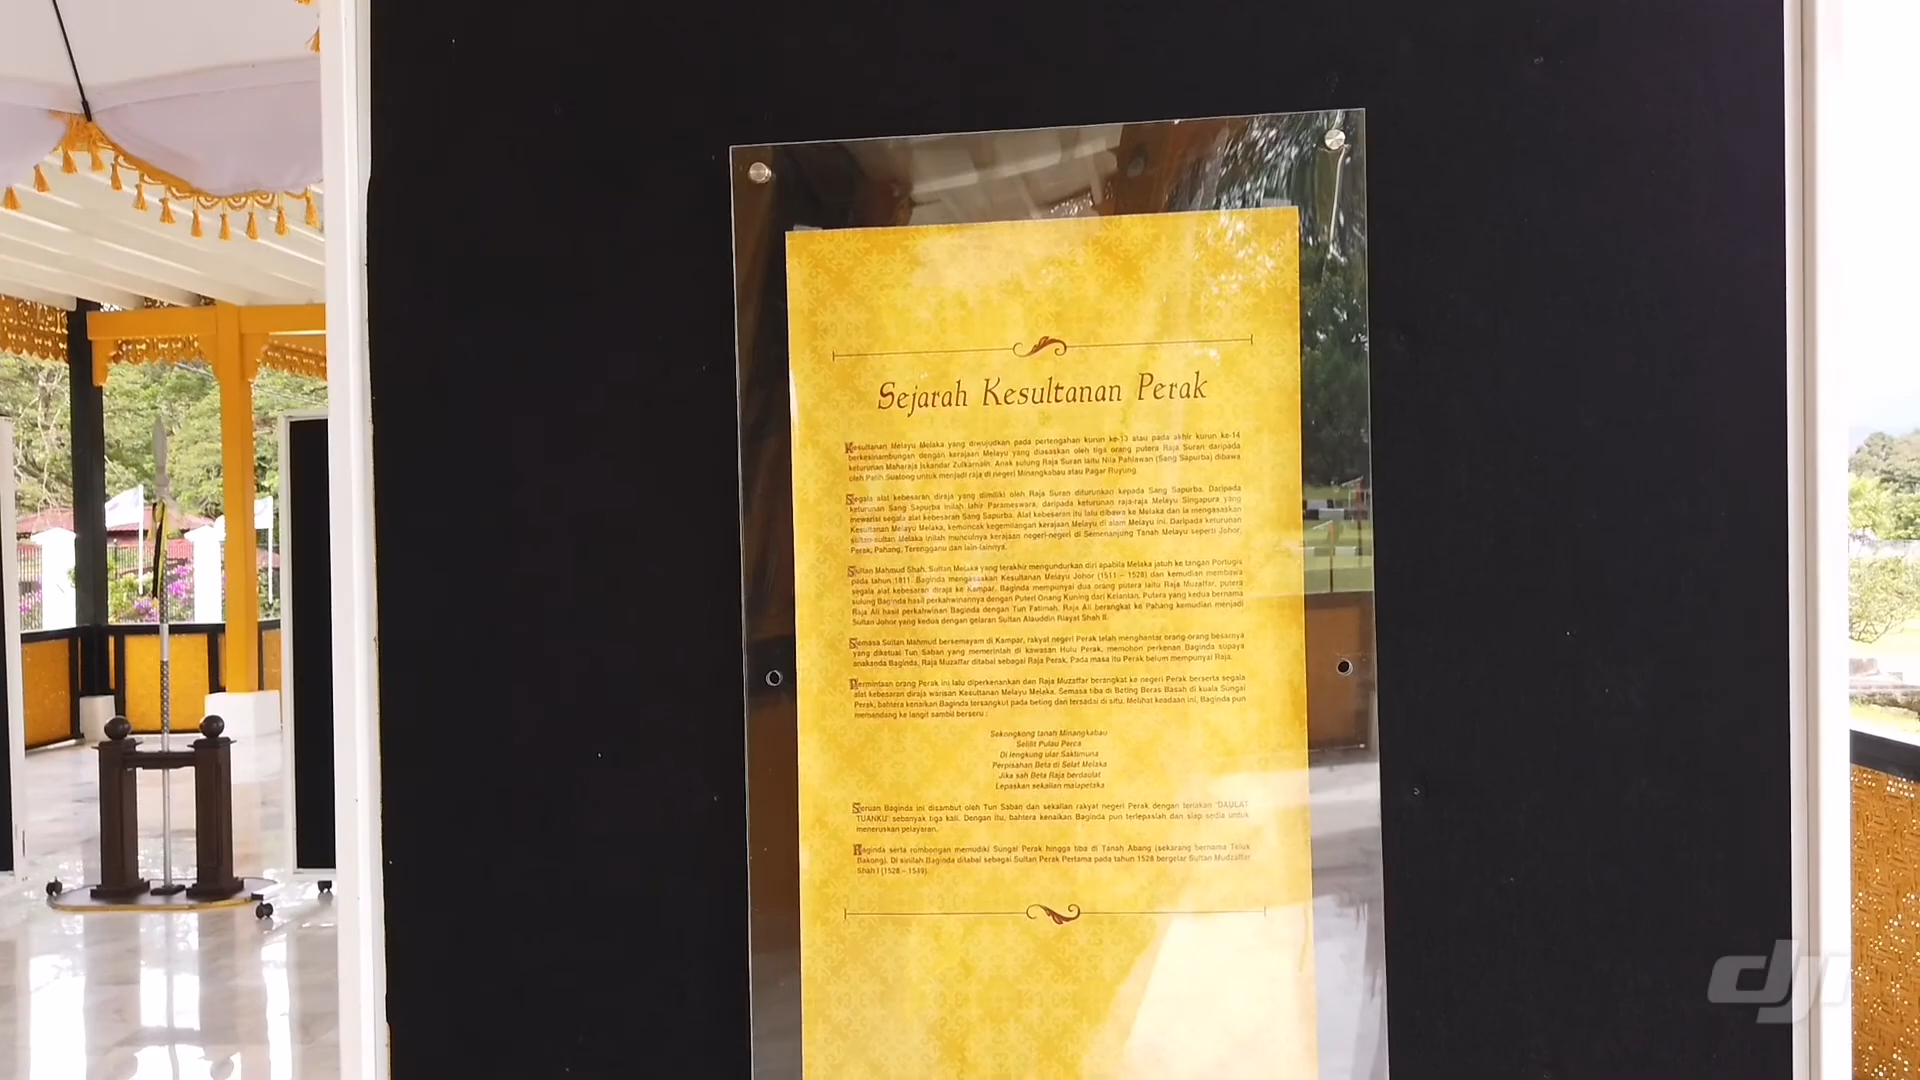 Sejarah Kesultanan Perak
Kesultanan Melayu Melaka yang diwujudkan pada pertengahan kurun ke-13 atau pada akhir kurun ke-14
berkesinambungan dengan kerajaan Melayu yang diasaskan oleh tiga orang putera Raja Suran daripada
keturunan Maharaja Iskandar Zulkarnain. Anak sulung Raja Suran iaitu Nila Pahlawan (Sang Sapurba) dibawa
oleh Patih Suatong untuk menjadi raja di negeri Minangkabau atau Pagar Ruyung.
Segala alat kebesaran diraja yang dimiliki oleh Raja Suran diturunkan kepada Sang Sapurba. Daripada
keturunan Sang Sapurba inilah lahir Parameswara, daripada keturunan raja-raja Melayu Singapura yang
mewarisi segala alat kebesaran Sang Sapurba. Alat kebesaran itu lalu dibawa ke Melaka dan ia mengasaskan
Kesultanan Melayu Melaka, kemuncak kegemilangan kerajaan Melayu di alam Melayu ini. Daripada keturunan
sultan-sultan Melaka inilah munculnya kerajaan negeri-negeri di Semenanjung Tanah Melayu seperti Johor,
Perak, Pahang, Terengganu dan lain-lainnya.
Sultan Mahmud Shah, Sultan Melaka yang terakhir mengundurkan diri apabila Melaka jatuh ke tangan Portugis
pada tahun 1811. Baginda mengasaskan Kesultanan Melayu Johor (1511 – 1528) dan kemudian membawa
segala alat kebesaran diraja ke Kampar. Baginda mempunyai dua orang putera iaitu Raja Muzaffar, putera
sulung Baginda hasil perkahwinannya dengan Puteri Onang Kuning dari Kelantan. Putera yang kedua bernama
Raja Ali hasil perkahwinan Baginda dengan Tun Fatimah. Raja Ali berangkat ke Pahang kemudian menjadi
Sultan Johor yang kedua dengan gelaran Sultan Alauddin Riayat Shah II.
Semasa Sultan Mahmud bersemayam di Kampar, rakyat negeri Perak telah menghantar orang-orang besarnya
yang diketuai Tun Saban yang memerintah di kawasan Hulu Perak, memohon perkenan Baginda supaya
anakanda Baginda, Raja Muzaffar ditabal sebagai Raja Perak. Pada masa itu Perak belum mempunyai Raja.
Permintaan orang Perak ini lalu diperkenankan dan Raja Muzaffar berangkat ke negeri Perak berserta segala
alat kebesaran diraja warisan Kesultanan Melayu Melaka. Semasa tiba di Beting Beras Basah di kuala Sungai
Perak, bahtera kenaikan Baginda tersangkut pada beting dan tersadai di situ. Melihat keadaan ini, Baginda pun
memandang ke langit sambil berseru :
Sekongkong tanah Minangkabau
Selilit Pulau Perca
Di lengkung ular Saktimuna
Perpisahan Beta di Selat Melaka
Jika sah Beta Raja berdaulat
Lepaskan sekalian malapetaka
Seruan Baginda ini disambut oleh Tun Saban dan sekalian rakyat negeri Perak dengan teriakan 'DAULAT
TUANKU' sebanyak tiga kali. Dengan itu, bahtera kenaikan Baginda pun terlepaslah dan siap sedia untuk
meneruskan pelayaran.
Baginda serta rombongan memudiki Sungai Perak hingga tiba di Tanah Abang (sekarang bernama Teluk
Bakong). Di sinilah Baginda ditabal sebagai Sultan Perak Pertama pada tahun 1528 bergelar Sultan Mudzaffar
Shah I (1528 – 1549).
dji